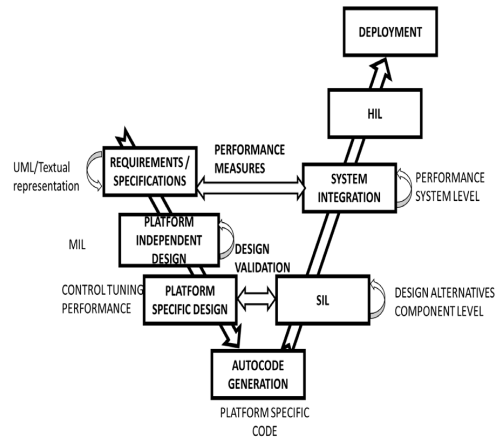 DEPLOYMENT
HIL
PERFORMANCE
MEASURES
UML/Textual
representation
REQUIREMENTS /
SPECIFICATIONS
SYSTEM
INTEGRATION
PERFORMANCE
SYSTEM LEVEL
MIL
PLATFORM
INDEPENDENT
DESIGN
DESIGN
VALIDATION
CONTROL TUNING
PERFORMANCE
PLATFORM
SPECIFIC DESIGN
SIL
DESIGN ALTERNATIVES
COMPONENT LEVEL
AUTOCODE
GENERATION
PLATFORM SPECIFIC
CODE